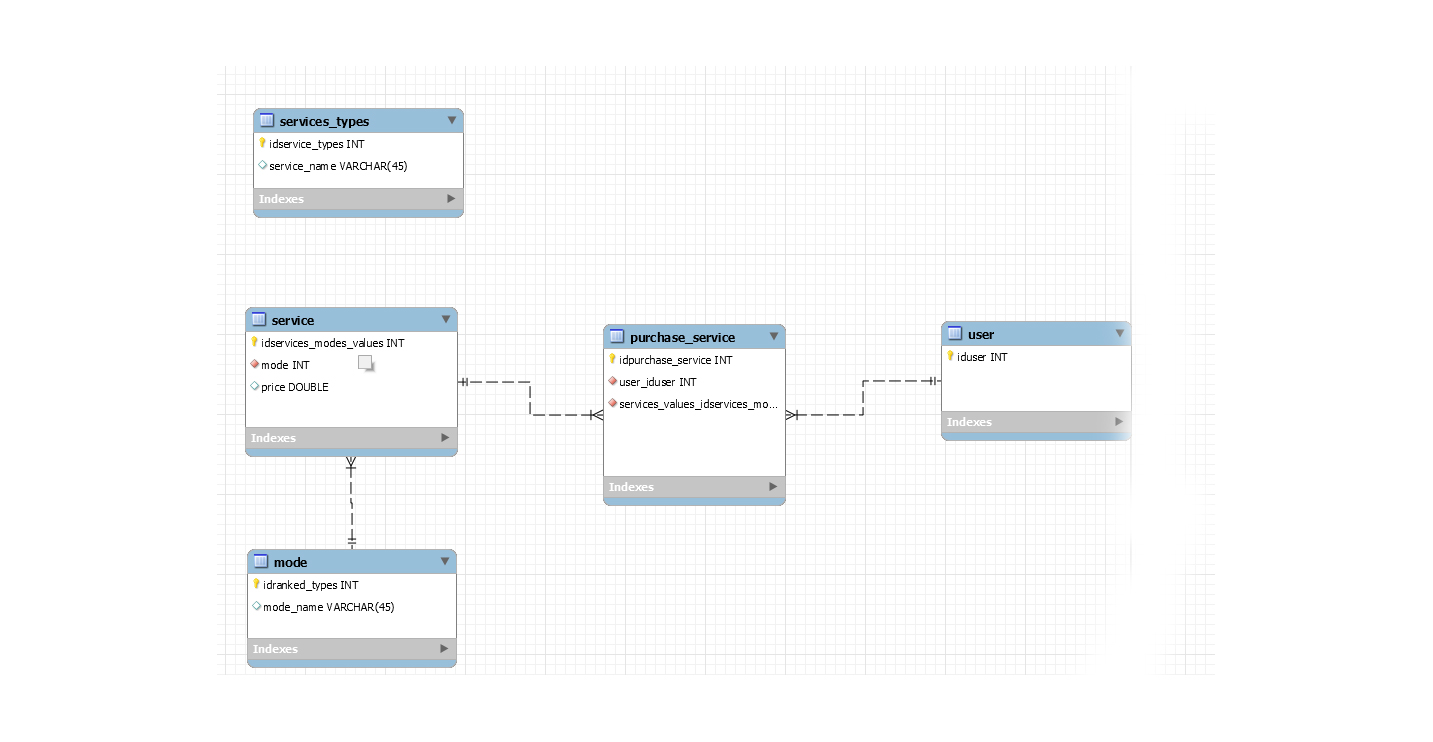 services_types
idservice_types INT
service_name VARCHAR(45)
Indexes
service
idservices_modes_values INT
mode INT
price DOUBLE
Indexes
purchase_service
idpurchase_service INT
user_iduser INT
services_values_idservices_mo...
Indexes
user
iduser INT
Indexes
mode
idranked_types INT
mode_name VARCHAR(45)
Indexes